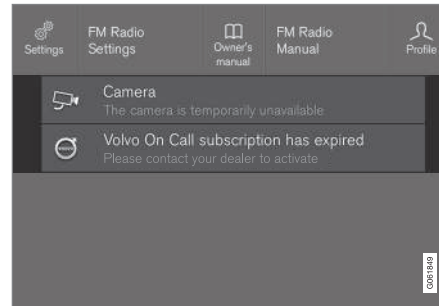 Settings
FM Radio
Settings
Owner's
manual
FM Radio
Manual
Profile
Camera
The camera is temporarily unavailable
Volvo On Call subscription has expired
Please contact your dealer to activate
G061849